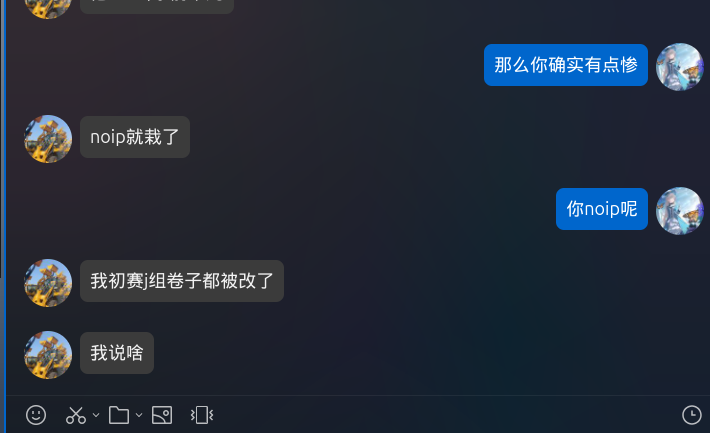 那么你确实有点惨
noip就栽了
你noip呢
我初赛j组卷子都被改了
我说啥